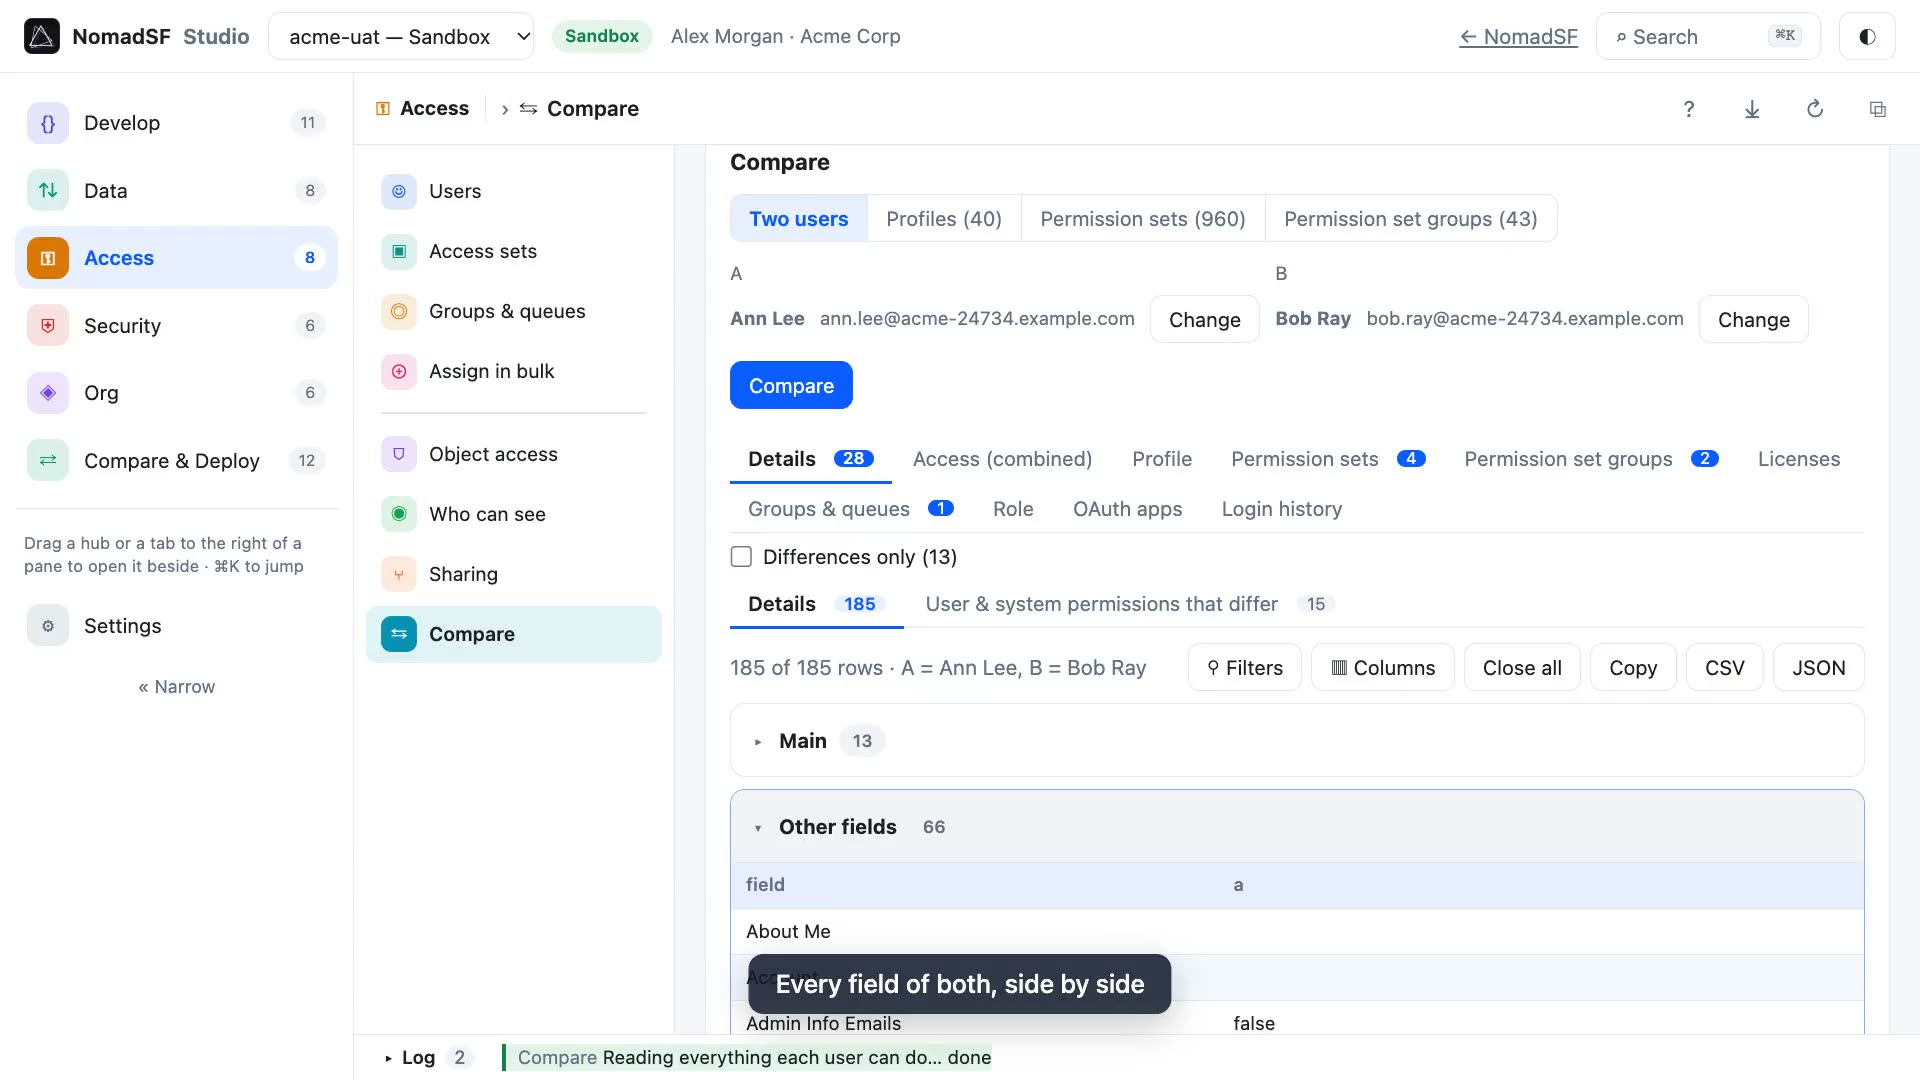 NomadSF Studio
acme-uat — Sandbox
Sandbox
Alex Morgan · Acme Corp
← NomadSF
Search
⌘K
Develop 11
Data 8
Access 8
Security 6
Org 6
Compare & Deploy 12
Drag a hub or a tab to the right of a
pane to open it beside · ⌘K to jump
Settings
« Narrow
Access › Compare
?
Users
Access sets
Groups & queues
Assign in bulk
Object access
Who can see
Sharing
Compare
Compare
Two users
Profiles (40)
Permission sets (960)
Permission set groups (43)
A
B
Ann Lee ann.lee@acme-24734.example.com Change
Bob Ray bob.ray@acme-24734.example.com Change
Compare
Details 28
Access (combined)
Profile
Permission sets 4
Permission set groups 2
Licenses
Groups & queues 1
Role
OAuth apps
Login history
Differences only (13)
Details 185
User & system permissions that differ 15
185 of 185 rows · A = Ann Lee, B = Bob Ray
Filters
Columns
Close all
Copy
CSV
JSON
Main 13
Other fields 66
field a
About Me
Every field of both, side by side
Admin Info Emails false
Log 2
Compare Reading everything each user can do... done